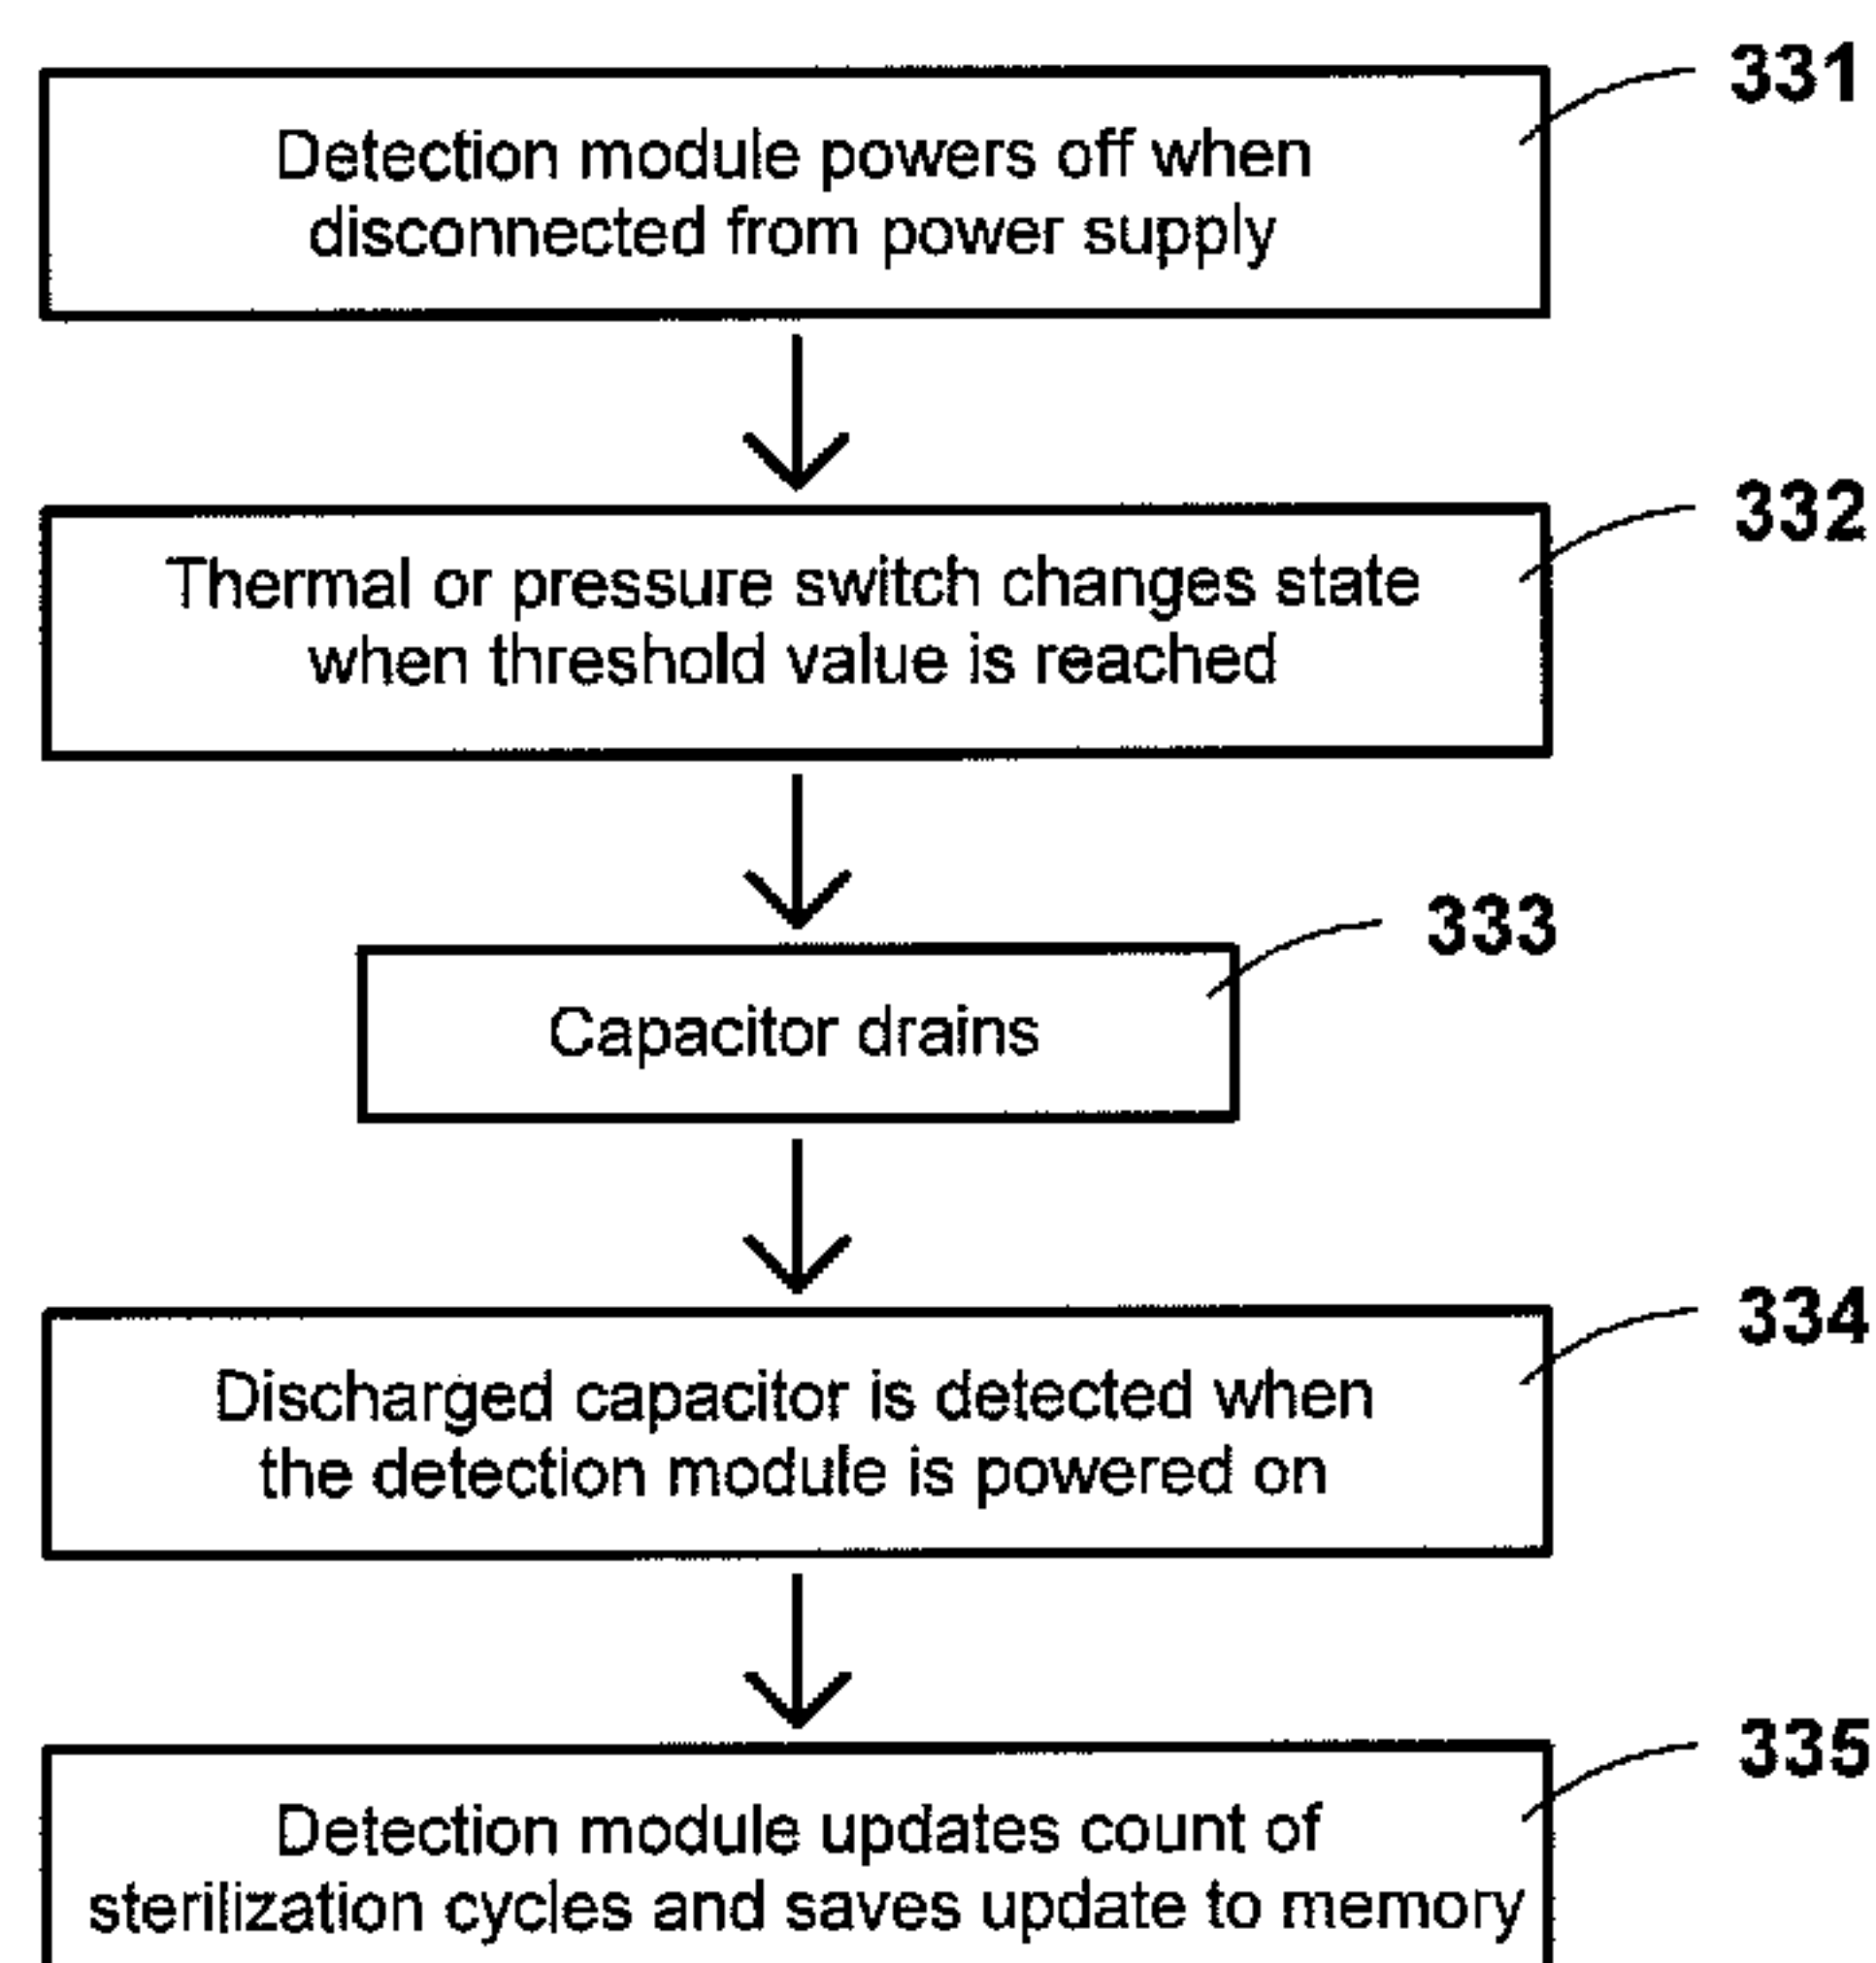 331
Detection module powers off when
disconnected from power supply
332
Thermal or pressure switch changes state
when threshold value is reached
333
Capacitor drains
334
Discharged capacitor is detected when
the detection module is powered on
335
Detection module updates count of
sterilization cycles and saves update to memory